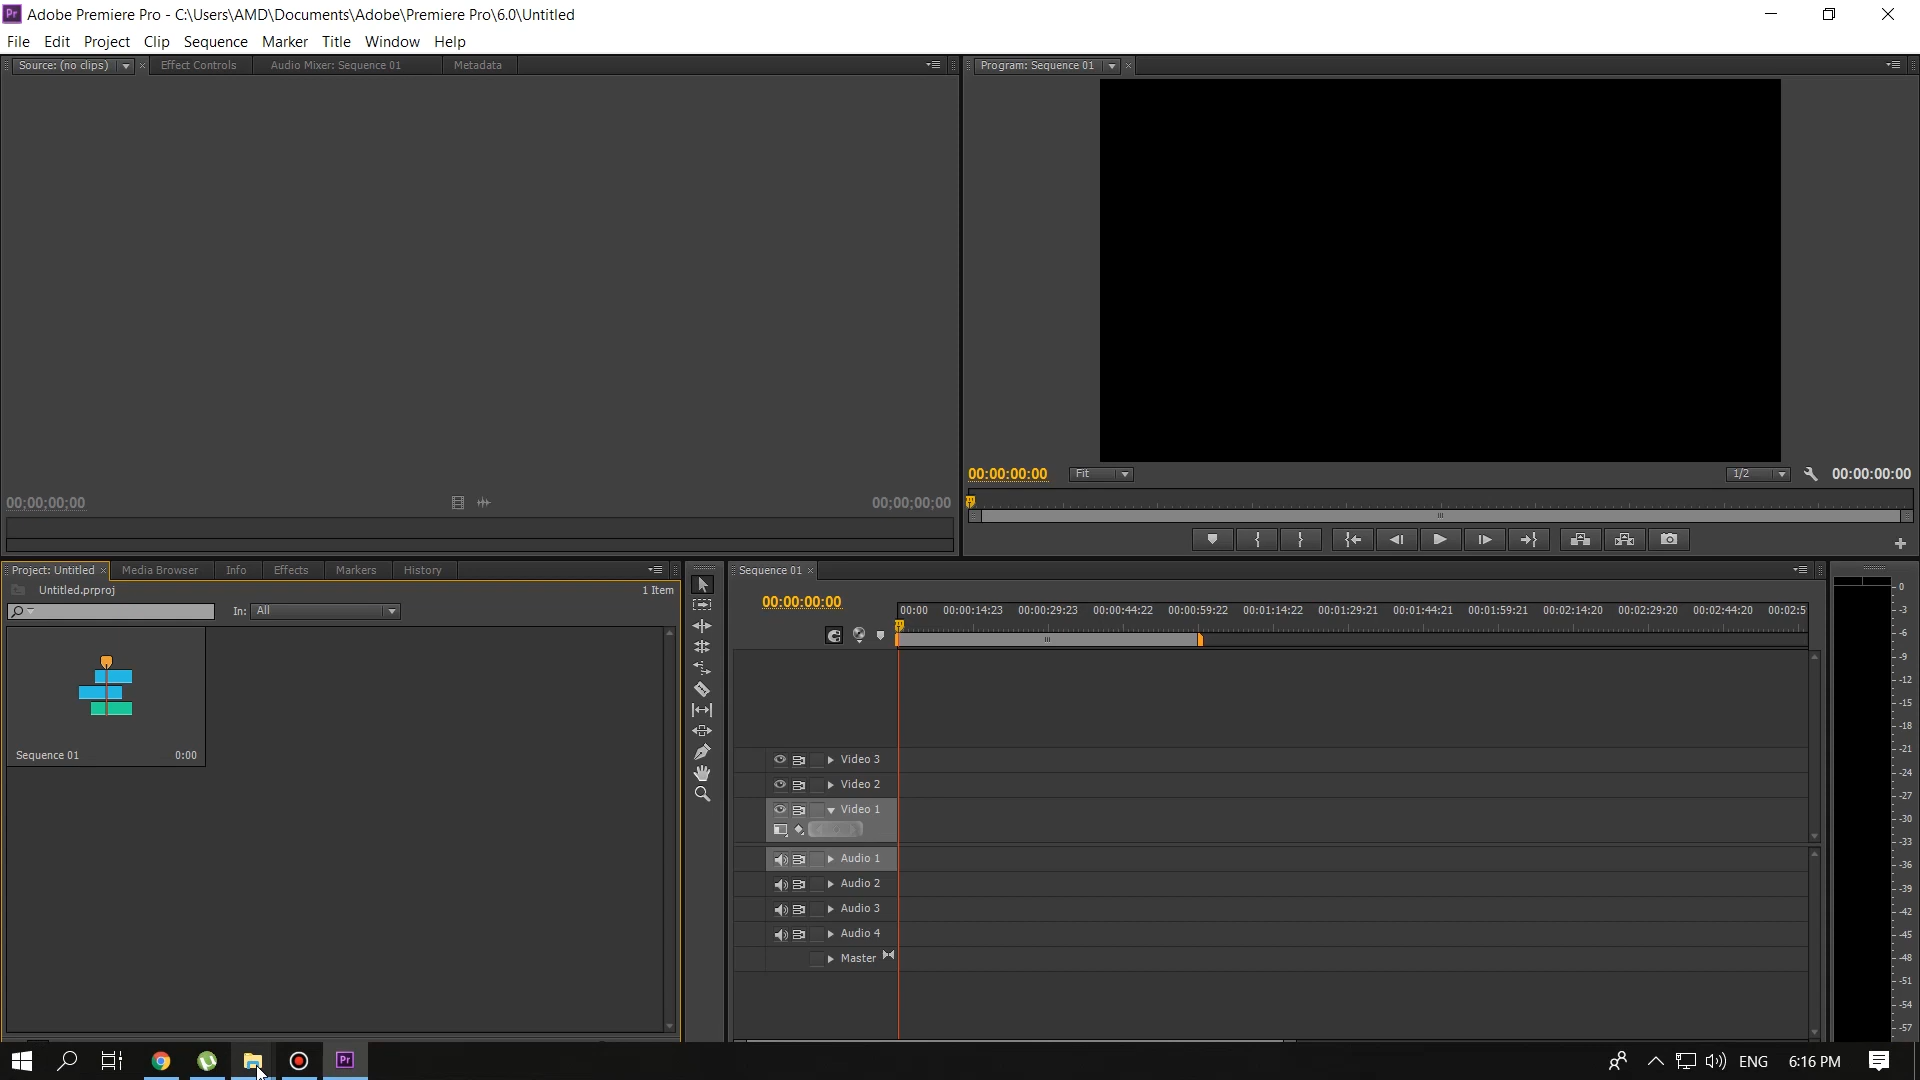 Pr Adobe Premiere Pro - C:\Users\AMD\Documents\Adobe\Premiere Pro\6.0\Untitled
File Edit Project Clip Sequence Marker Title Window Help
Source: (no clips) Effect Controls Audio Mixer: Sequence 01 Metadata
Program: Sequence 01
00:00:00:00 Fit 1/2 00:00:00:00
00;00;00;00 00;00;00;00
Project: Untitled Media Browser Info Effects Markers History
Untitled.prproj 1 Item
In: All
Sequence 01 0:00
Sequence 01
00:00:00:00
00:00 00:00:14:23 00:00:29:23 00:00:44:22 00:00:59:22 00:01:14:22 00:01:29:21 00:01:44:21 00:01:59:21 00:02:14:20 00:02:29:20 00:02:44:20 00:02:5
Video 3
Video 2
Video 1
Audio 1
Audio 2
Audio 3
Audio 4
Master
0
-3
-6
-9
-12
-15
-18
-21
-24
-27
-30
-33
-36
-39
-42
-45
-48
-51
-54
-57
Pr ENG 6:16 PM